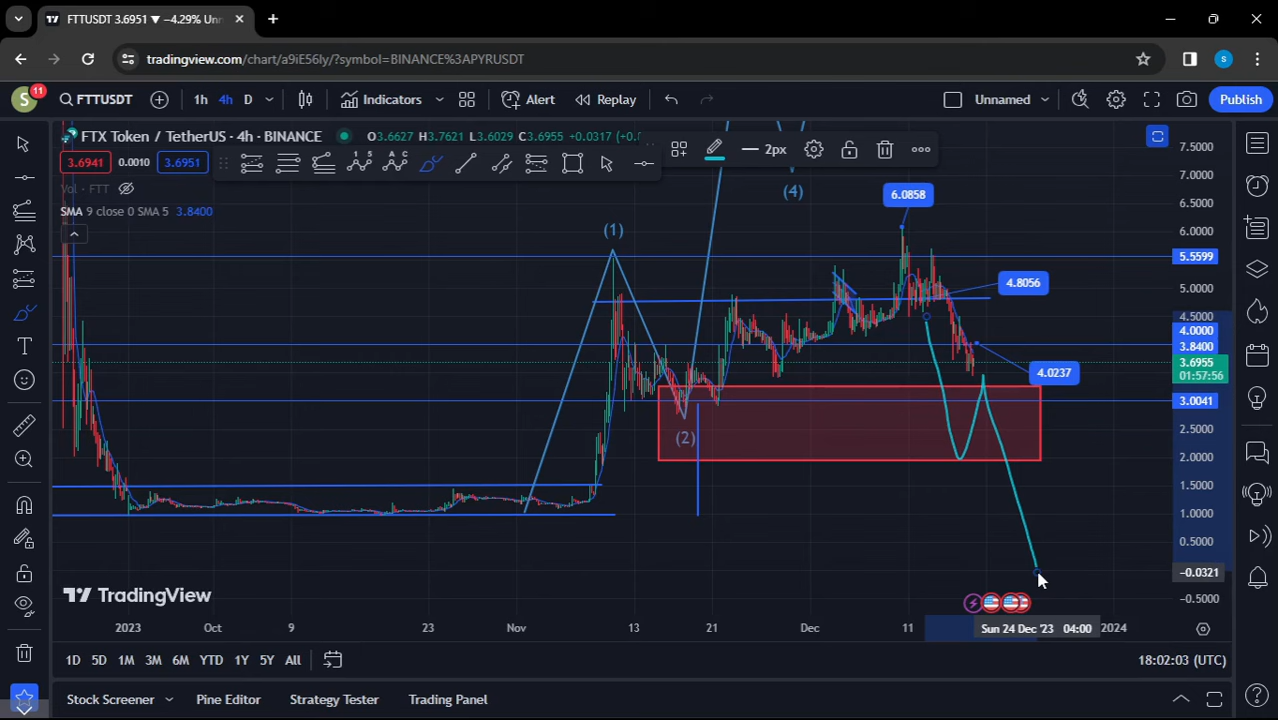 FTTUSDT 3.6951 ▼ −4.29% Unn
tradingview.com/chart/a9iE56ly/?symbol=BINANCE%3APYRUSDT
S
S 11
FTTUSDT
1h 4h D
Indicators
Alert
Replay
Unnamed
Publish
FTX Token / TetherUS · 4h · BINANCE
O3.6627 H3.7621 L3.6029 C3.6955 +0.0317
3.6941 0.0010 3.6951
2px
Vol · FTT
SMA 9 close 0 SMA 5 3.8400
(1)
(2)
(4)
6.0858
4.8056
4.0237
7.5000
7.0000
6.5000
6.0000
5.5599
5.0000
4.5000
4.0000
3.8400
3.6955
01:57:56
3.0041
2.5000
2.0000
1.5000
1.0000
0.5000
−0.0321
−0.5000
TradingView
2023 Oct 9 23 Nov 13 21 Dec 11 Sun 24 Dec '23 04:00 2024
1D 5D 1M 3M 6M YTD 1Y 5Y All
18:02:03 (UTC)
Stock Screener Pine Editor Strategy Tester Trading Panel